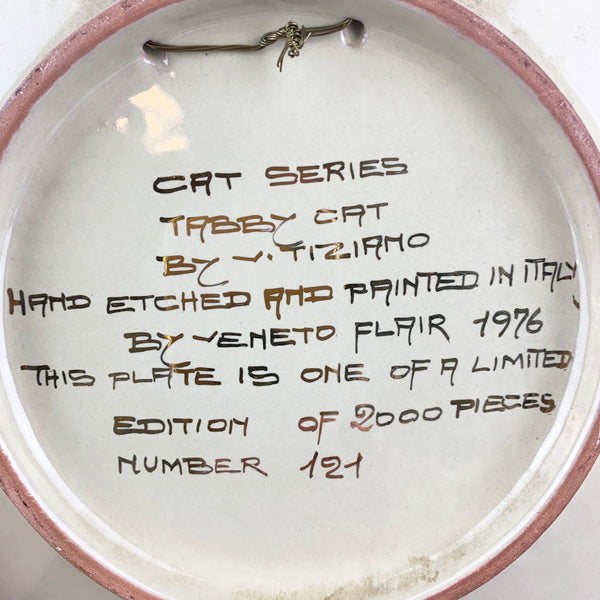 CAT SERIES
TABBY CAT
BY V. TIZIANO
HAND ETCHED AND PAINTED IN ITALY
BY VENETO FLAIR 1976
THIS PLATE IS ONE OF A LIMITED
EDITION OF 2000 PIECES
NUMBER 121